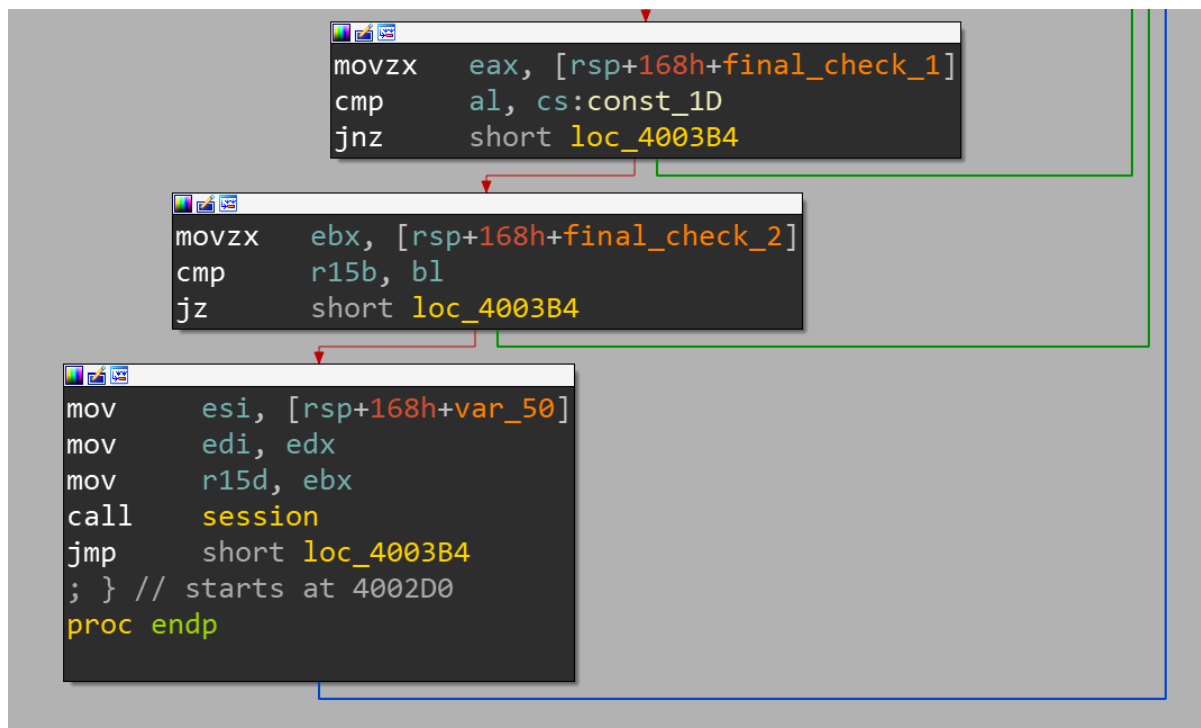 movzx eax, [rsp+168h+final_check_1]
cmp al, cs:const_1D
jnz short loc_4003B4
movzx ebx, [rsp+168h+final_check_2]
cmp r15b, bl
jz short loc_4003B4
mov esi, [rsp+168h+var_50]
mov edi, edx
mov r15d, ebx
call session
jmp short loc_4003B4
; } // starts at 4002D0
proc endp